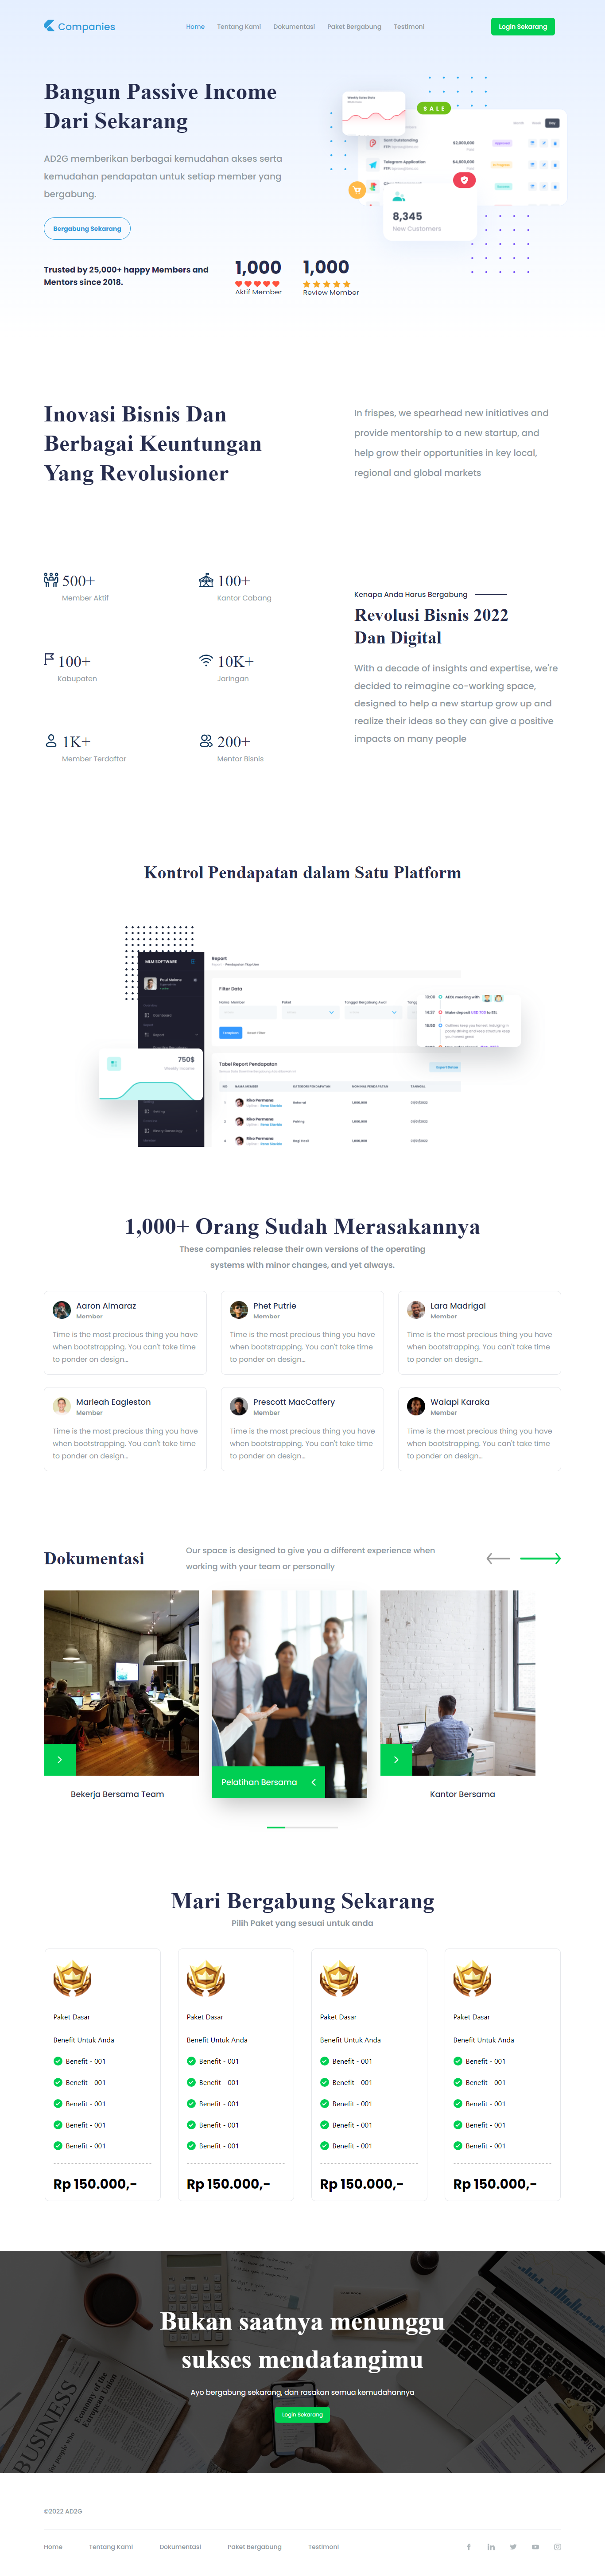 Companies
Home Tentang Kami Dokumentasi Paket Bergabung Testimoni
Login Sekarang
Bangun Passive Income
Dari Sekarang
AD2G memberikan berbagai kemudahan akses serta
kemudahan pendapatan untuk setiap member yang
bergabung.
Bergabung Sekarang
Trusted by 25,000+ happy Members and
Mentors since 2018.
1,000
Aktif Member
1,000
Review Member
SALE
$2,000,000
Telegram Application
$4,600,000
8,345
New Customers
Inovasi Bisnis Dan
Berbagai Keuntungan
Yang Revolusioner
In frispes, we spearhead new initiatives and
provide mentorship to a new startup, and
help grow their opportunities in key local,
regional and global markets
500+
Member Aktif
100+
Kantor Cabang
100+
Kabupaten
10K+
Jaringan
1K+
Member Terdaftar
200+
Mentor Bisnis
Kenapa Anda Harus Bergabung
Revolusi Bisnis 2022
Dan Digital
With a decade of insights and expertise, we're
decided to reimagine co-working space,
designed to help a new startup grow up and
realize their ideas so they can give a positive
impacts on many people
Kontrol Pendapatan dalam Satu Platform
MLM SOFTWARE
Report
Filter Data
Tabel Report Pendapatan
750$
Weekly Income
1,000+ Orang Sudah Merasakannya
These companies release their own versions of the operating
systems with minor changes, and yet always.
Aaron Almaraz
Member
Time is the most precious thing you have
when bootstrapping. You can't take time
to ponder on design...
Phet Putrie
Member
Time is the most precious thing you have
when bootstrapping. You can't take time
to ponder on design...
Lara Madrigal
Member
Time is the most precious thing you have
when bootstrapping. You can't take time
to ponder on design...
Marleah Eagleston
Member
Time is the most precious thing you have
when bootstrapping. You can't take time
to ponder on design...
Prescott MacCaffery
Member
Time is the most precious thing you have
when bootstrapping. You can't take time
to ponder on design...
Waiapi Karaka
Member
Time is the most precious thing you have
when bootstrapping. You can't take time
to ponder on design...
Dokumentasi
Our space is designed to give you a different experience when
working with your team or personally
Bekerja Bersama Team
Pelatihan Bersama
Kantor Bersama
Mari Bergabung Sekarang
Pilih Paket yang sesuai untuk anda
Paket Dasar
Benefit Untuk Anda
Benefit - 001
Benefit - 001
Benefit - 001
Benefit - 001
Benefit - 001
Rp 150.000,-
Paket Dasar
Benefit Untuk Anda
Benefit - 001
Benefit - 001
Benefit - 001
Benefit - 001
Benefit - 001
Rp 150.000,-
Paket Dasar
Benefit Untuk Anda
Benefit - 001
Benefit - 001
Benefit - 001
Benefit - 001
Benefit - 001
Rp 150.000,-
Paket Dasar
Benefit Untuk Anda
Benefit - 001
Benefit - 001
Benefit - 001
Benefit - 001
Benefit - 001
Rp 150.000,-
Bukan saatnya menunggu
sukses mendatangimu
Ayo bergabung sekarang, dan rasakan semua kemudahannya
Login Sekarang
BUSINESS
Economy of the
European Union
©2022 AD2G
Home Tentang Kami Dokumentasi Paket Bergabung Testimoni